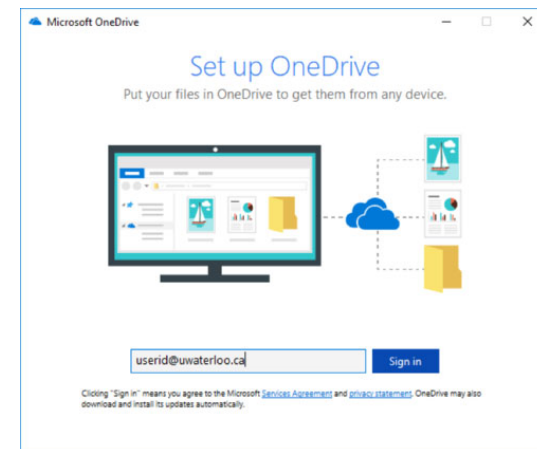 Microsoft OneDrive
Set up OneDrive
Put your files in OneDrive to get them from any device.
userid@uwaterloo.ca
Sign in
Clicking "Sign in" means you agree to the Microsoft Services Agreement and privacy statement. OneDrive may also
download and install its updates automatically.